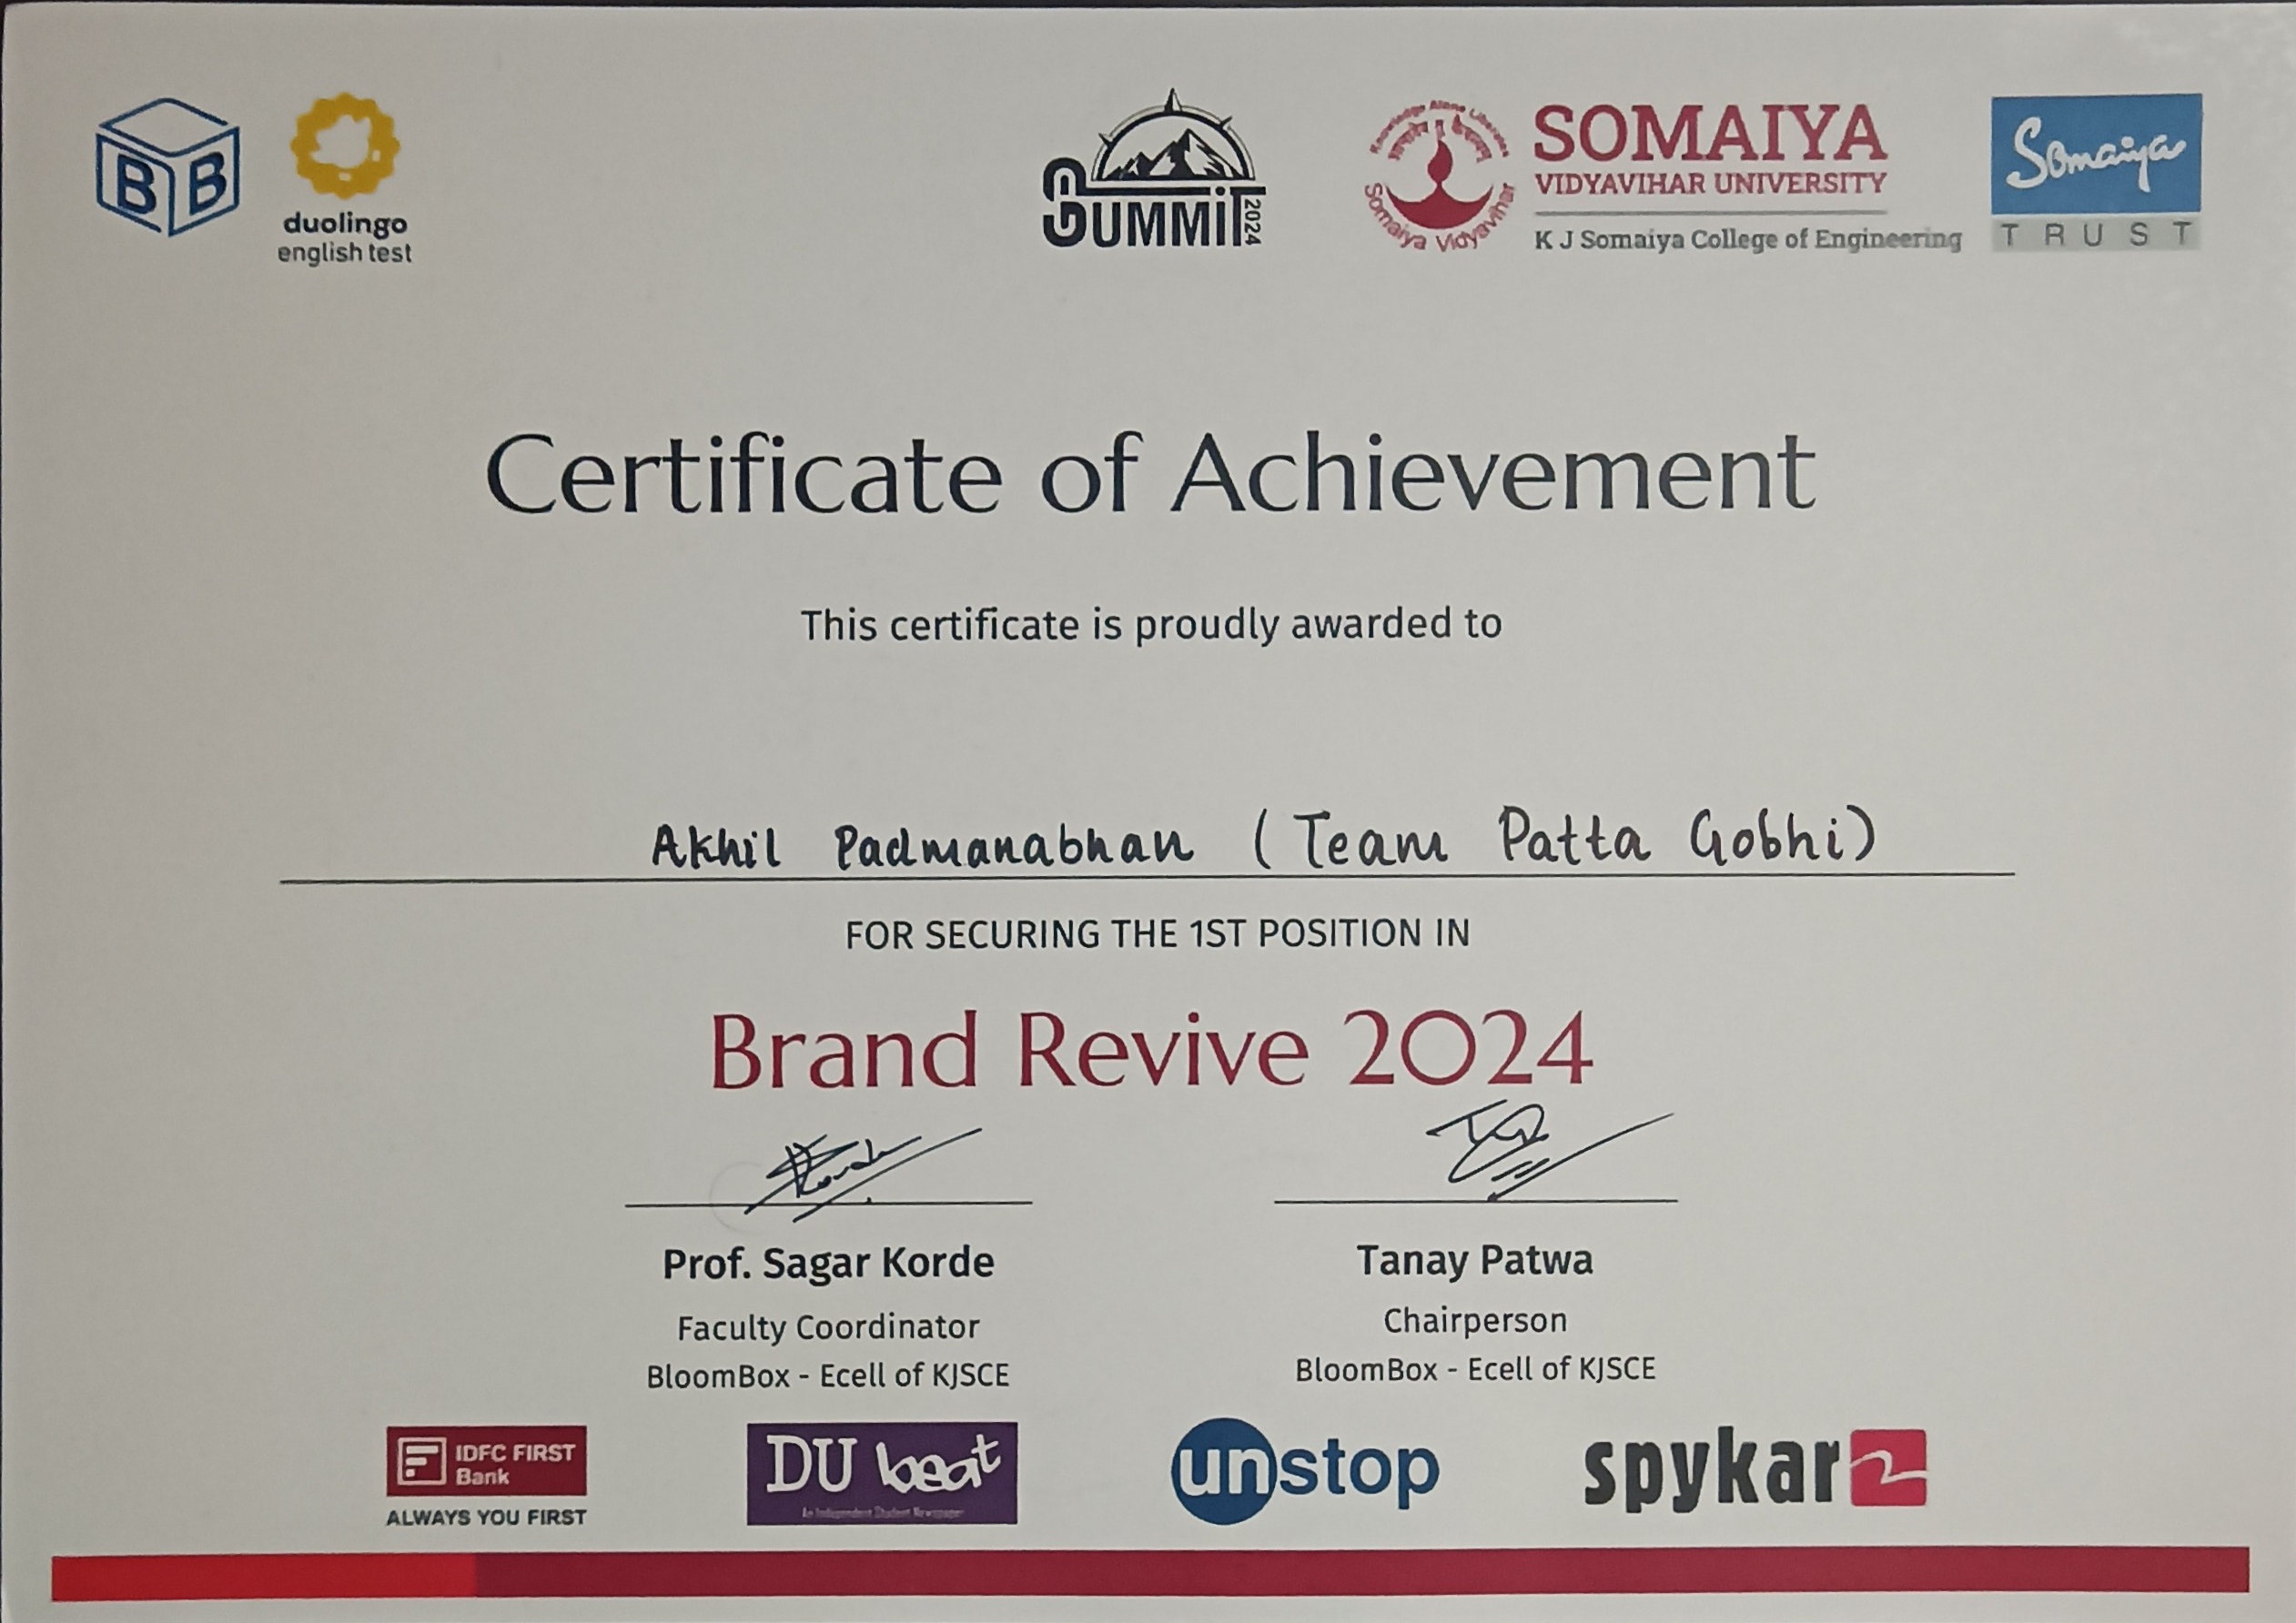 BB
duolingo
english test
SUMMIT 2024
Knowledge Alone Liberates
Somaiya Vidyavihar
SOMAIYA
VIDYAVIHAR UNIVERSITY
K J Somaiya College of Engineering
Somaiya
TRUST
Certificate of Achievement
This certificate is proudly awarded to
Akhil Padmanabhan (Team Patta Gobhi)
FOR SECURING THE 1ST POSITION IN
Brand Revive 2024
Prof. Sagar Korde
Faculty Coordinator
BloomBox - Ecell of KJSCE
Tanay Patwa
Chairperson
BloomBox - Ecell of KJSCE
IDFC FIRST
Bank
ALWAYS YOU FIRST
DU beat
An Independent Student Newspaper
unstop
spykar